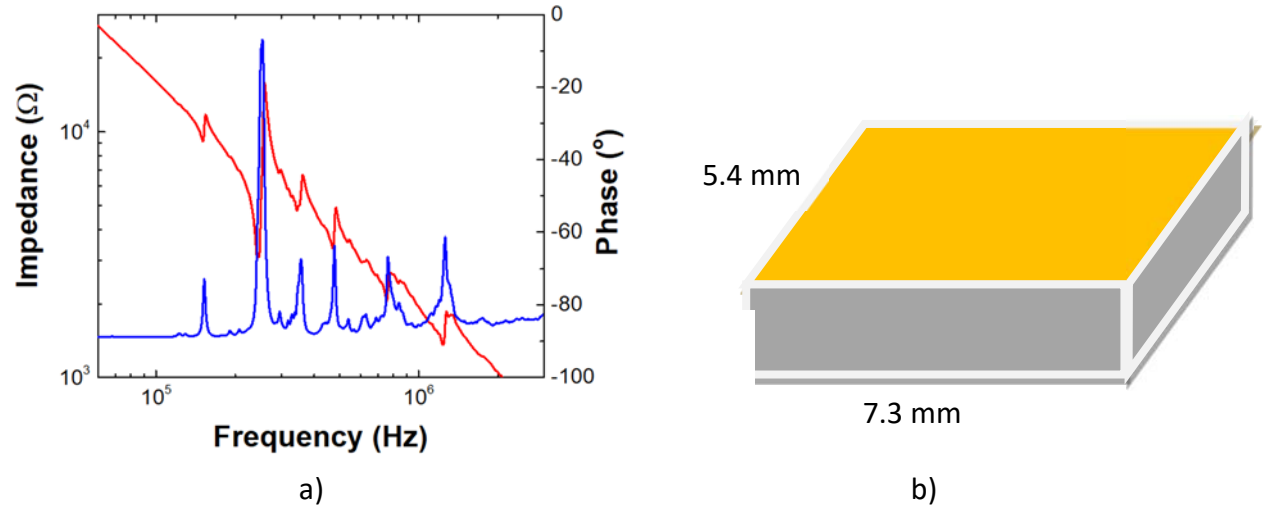 Impedance (Ω)
10⁴
10³
0
-20
-40
-60
-80
-100
Phase (°)
10⁵
10⁶
Frequency (Hz)
a)
5.4 mm
7.3 mm
b)